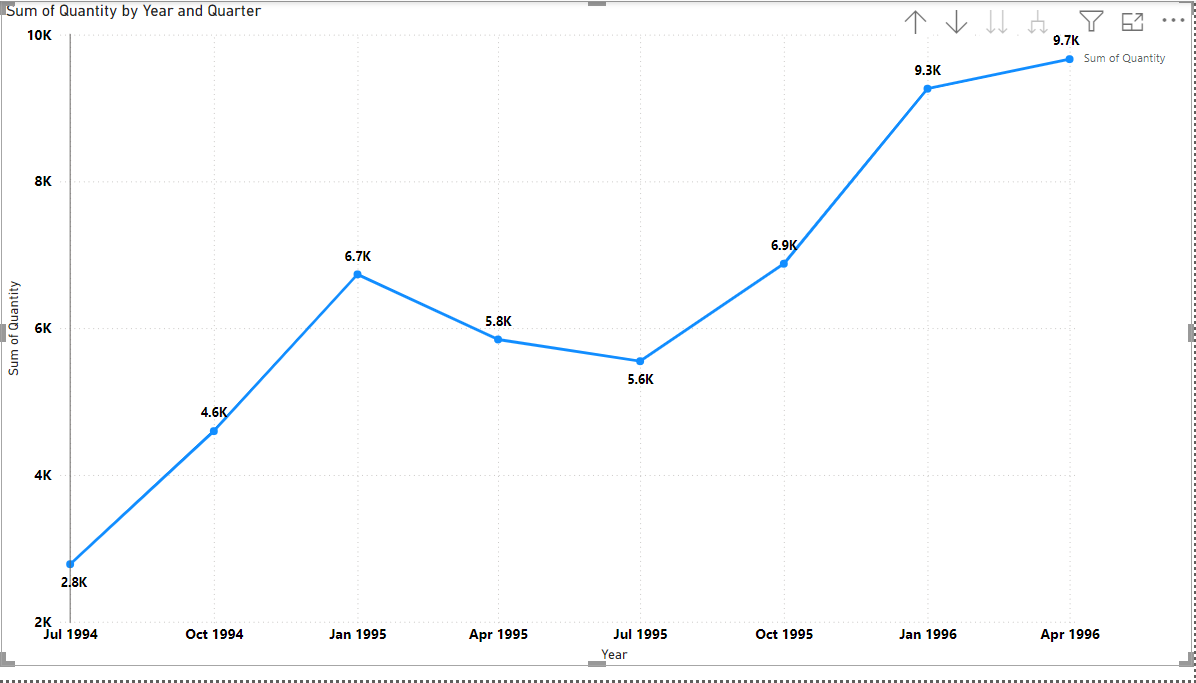 Sum of Quantity by Year and Quarter
10K
9.7K
Sum of Quantity
9.3K
8K
6.9K
6.7K
6K
5.8K
5.6K
4.6K
4K
2.8K
2K
Sum of Quantity
Jul 1994 Oct 1994 Jan 1995 Apr 1995 Jul 1995 Oct 1995 Jan 1996 Apr 1996
Year